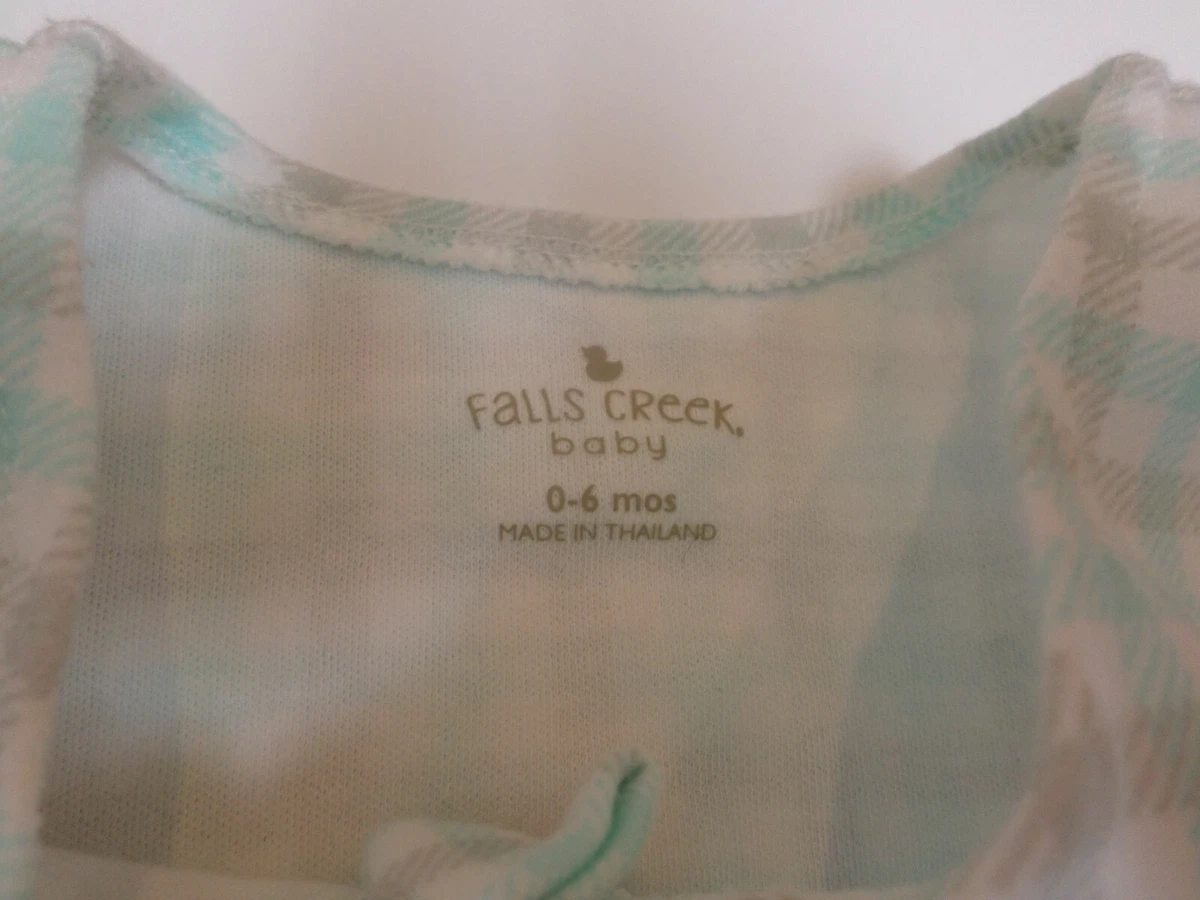 Falls Creek.
baby
0-6 mos
MADE IN THAILAND